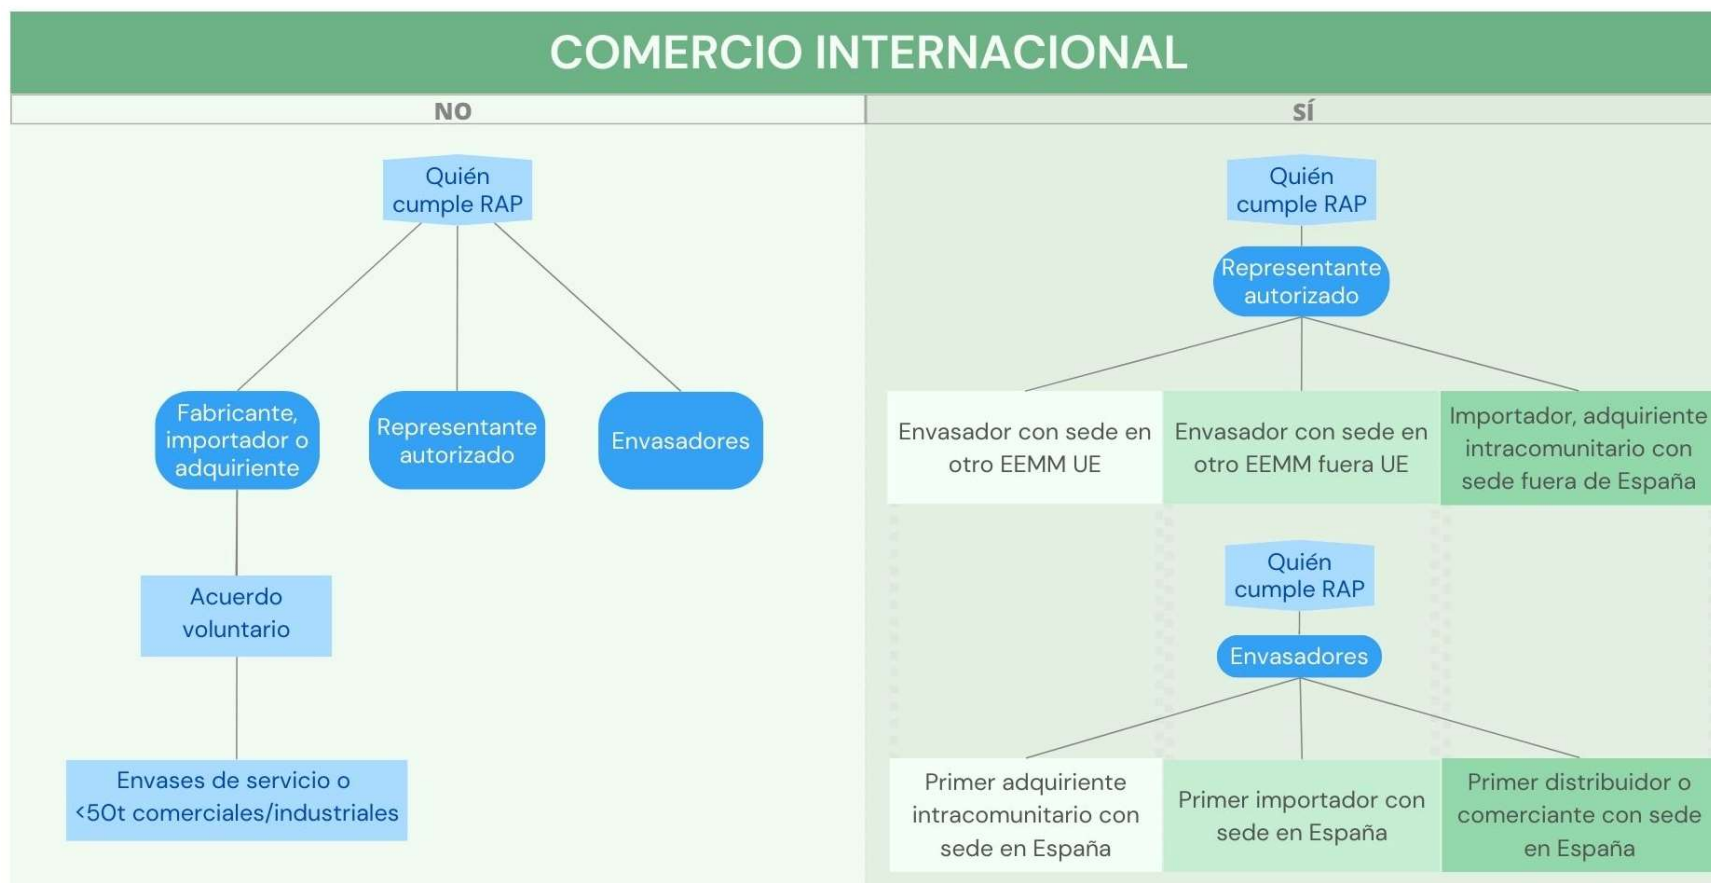 COMERCIO INTERNACIONAL
NO
Quién
cumple RAP
Fabricante,
importador o
adquiriente
Representante
autorizado
Envasadores
Acuerdo
voluntario
Envases de servicio o
<50t comerciales/industriales
SÍ
Quién
cumple RAP
Representante
autorizado
Envasador con sede en
otro EEMM UE
Envasador con sede en
otro EEMM fuera UE
Importador, adquiriente
intracomunitario con
sede fuera de España
Quién
cumple RAP
Envasadores
Primer adquiriente
intracomunitario con
sede en España
Primer importador con
sede en España
Primer distribuidor o
comerciante con sede
en España